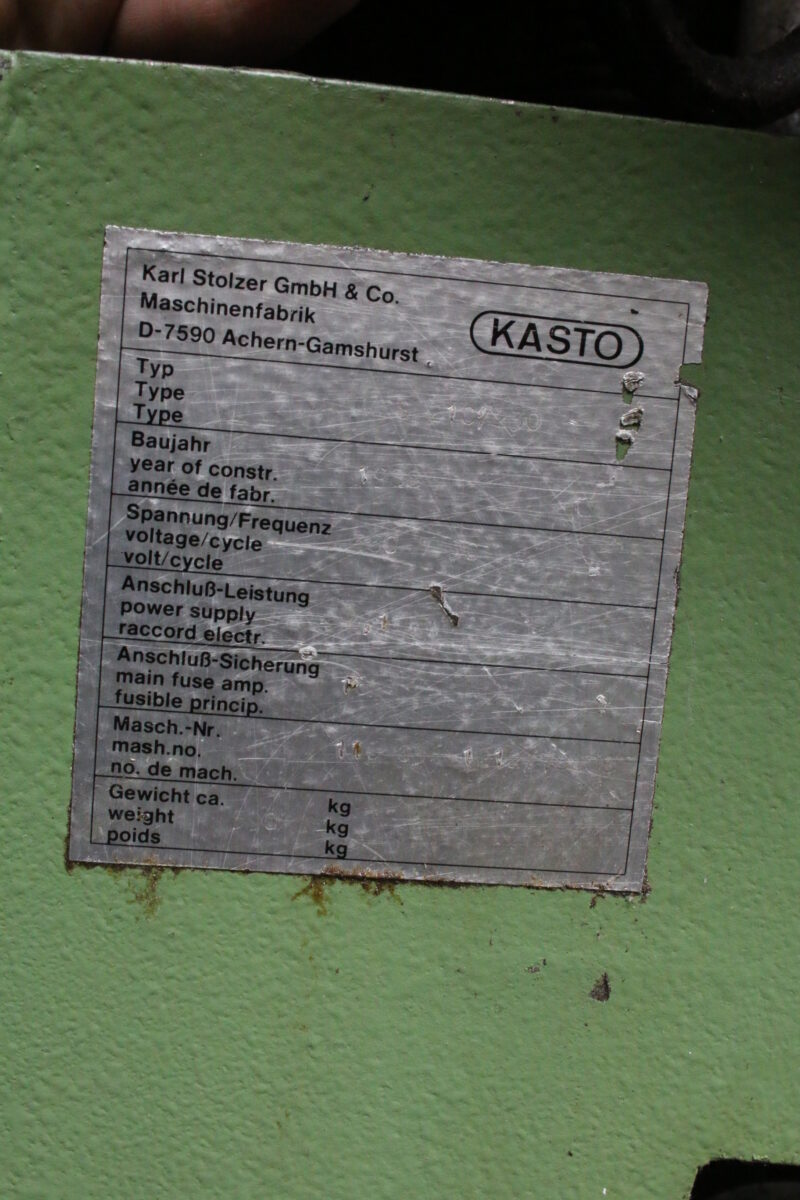 Karl Stolzer GmbH & Co.
Maschinenfabrik
D-7590 Achern-Gamshurst
KASTO
Typ
Type
Type
Baujahr
year of constr.
année de fabr.
Spannung/Frequenz
voltage/cycle
volt/cycle
Anschluß-Leistung
power supply
raccord electr.
Anschluß-Sicherung
main fuse amp.
fusible princip.
Masch.-Nr.
mash.no.
no. de mach.
Gewicht ca. kg
weight kg
poids kg